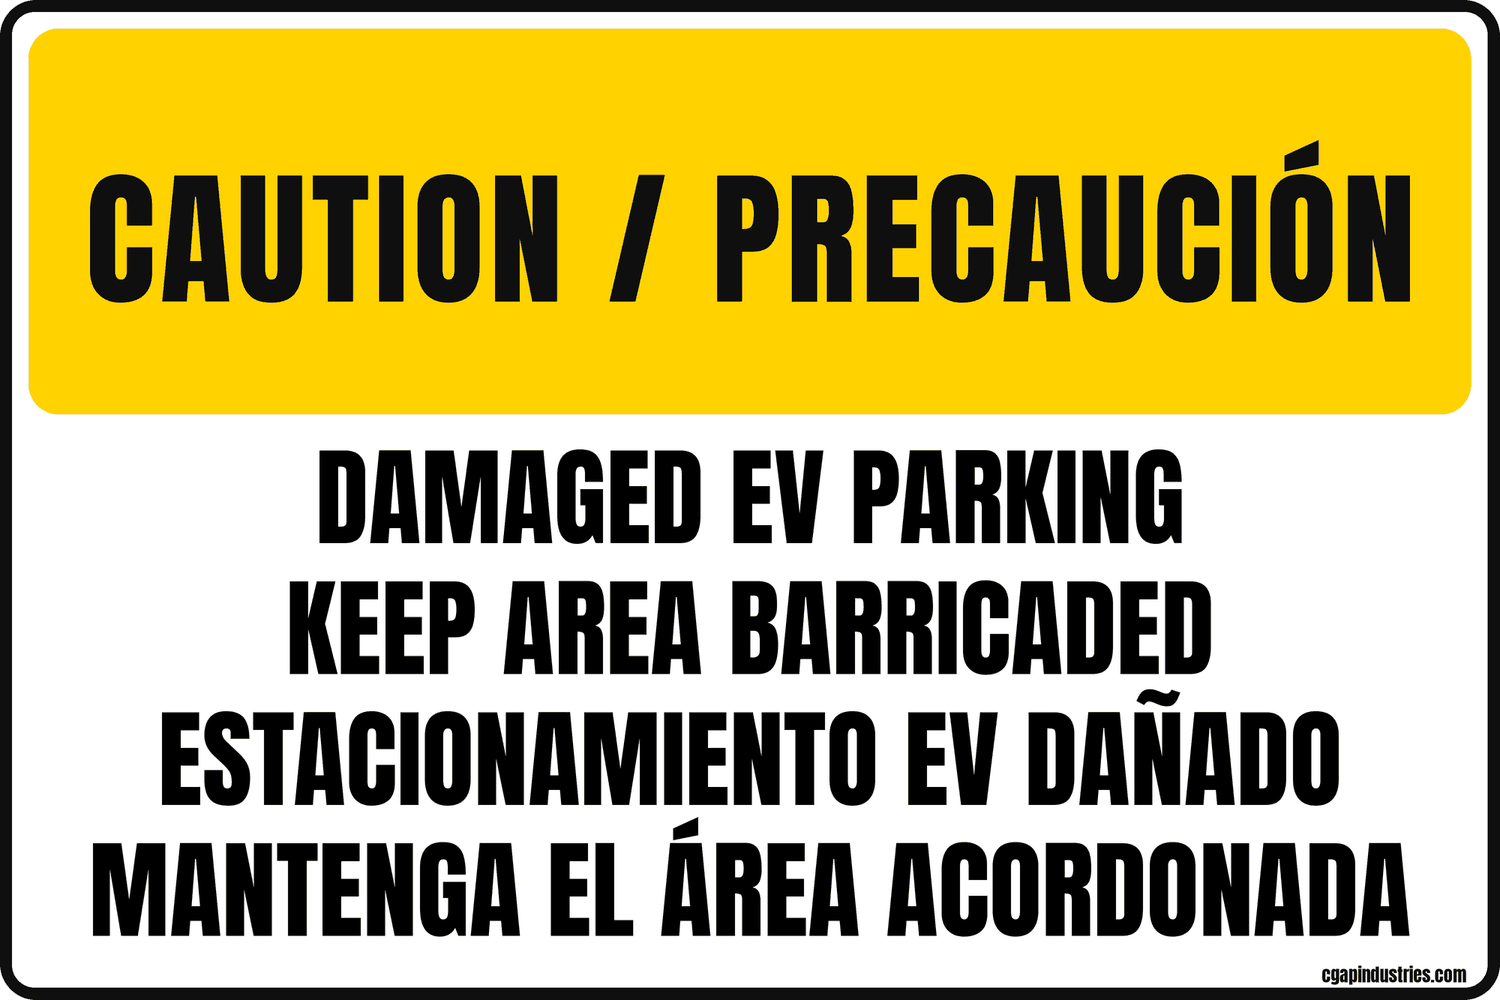 CAUTION / PRECAUCIÓN
DAMAGED EV PARKING
KEEP AREA BARRICADED
ESTACIONAMIENTO EV DAÑADO
MANTENGA EL ÁREA ACORDONADA
cgapindustries.com